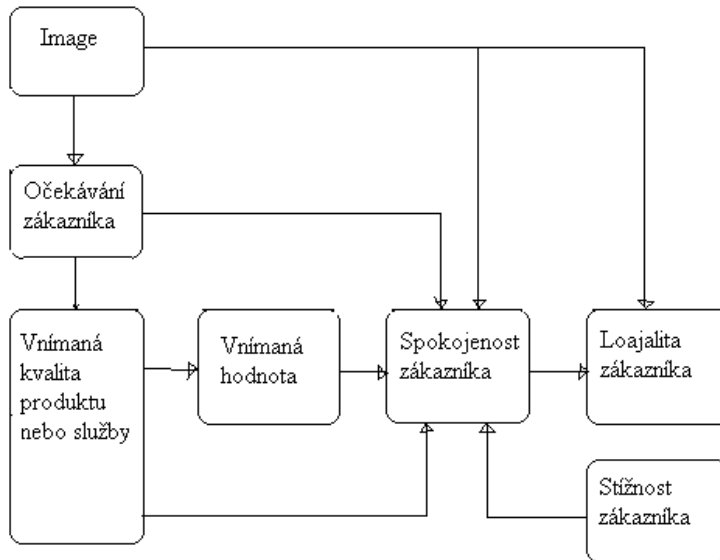 Image
Očekávání
zákazníka
Vnímaná
kvalita
produktu
nebo služby
Vnímaná
hodnota
Spokojenost
zákazníka
Loajalita
zákazníka
Stížnost
zákazníka